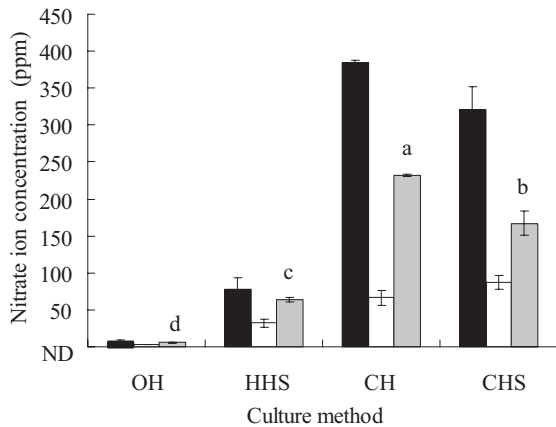 Nitrate ion concentration (ppm)
450
400
350
300
250
200
150
100
50
ND
d
c
a
b
OH
HHS
CH
CHS
Culture method